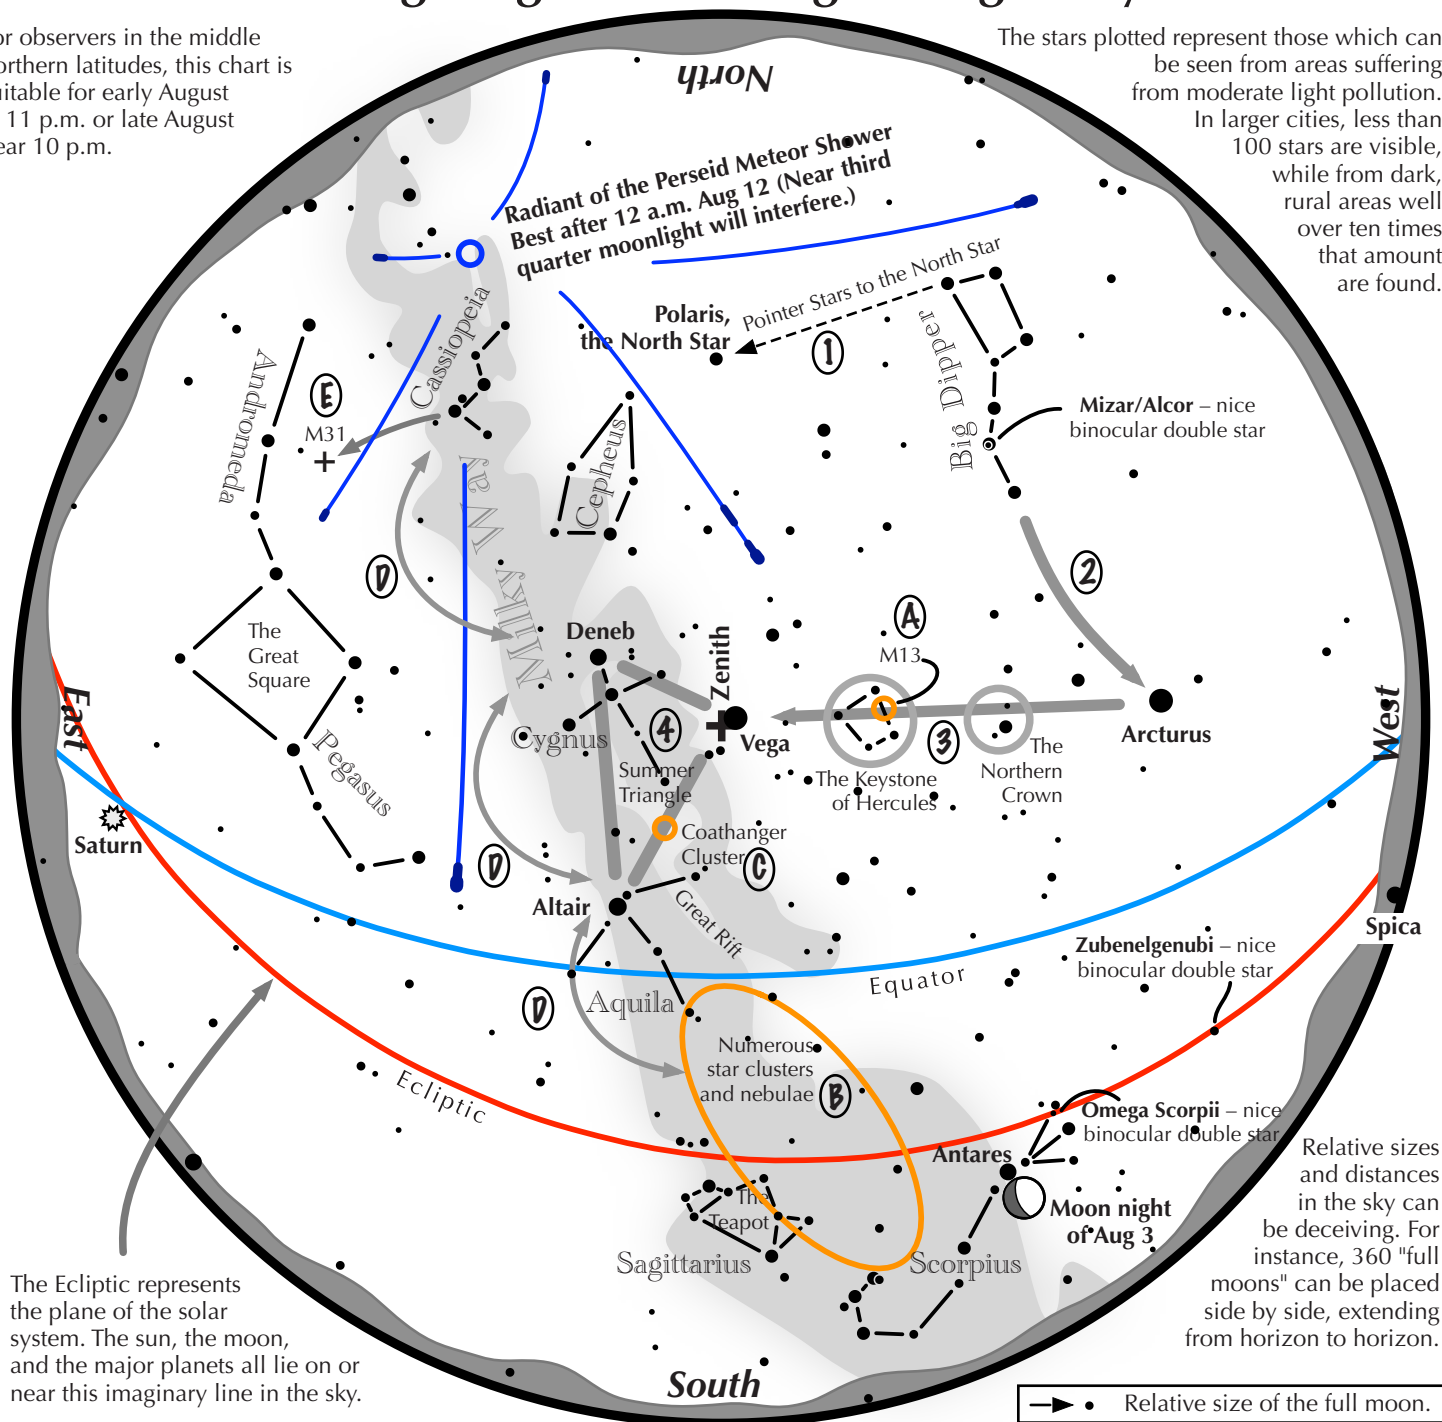 or observers in the middle
orthern latitudes, this chart is
uitable for early August
11 p.m. or late August
ear 10 p.m.
The stars plotted represent those which can
be seen from areas suffering
from moderate light pollution.
In larger cities, less than
100 stars are visible,
while from dark,
rural areas well
over ten times
that amount
are found.
North
Radiant of the Perseid Meteor Shower
Best after 12 a.m. Aug 12 (Near third
quarter moonlight will interfere.)
Polaris,
the North Star
Pointer Stars to the North Star
1
Big Dipper
Mizar/Alcor – nice
binocular double star
Cassiopeia
Andromeda
E
M31
Cepheus
Milky Way
D
2
A
M13
Deneb
Zenith
The
Great
Square
East
West
Pegasus
Cygnus
4
Vega
3
Arcturus
Summer
Triangle
The Keystone
of Hercules
The
Northern
Crown
Saturn
Coathanger
Cluster
C
D
Altair
Great Rift
Spica
Zubenelgenubi – nice
binocular double star
Equator
D
Aquila
Numerous
star clusters
and nebulae
B
Ecliptic
Omega Scorpii – nice
binocular double star
Antares
Moon night
of Aug 3
The
Teapot
Sagittarius
Scorpius
Relative sizes
and distances
in the sky can
be deceiving. For
instance, 360 "full
moons" can be placed
side by side, extending
from horizon to horizon.
The Ecliptic represents
the plane of the solar
system. The sun, the moon,
and the major planets all lie on or
near this imaginary line in the sky.
South
Relative size of the full moon.